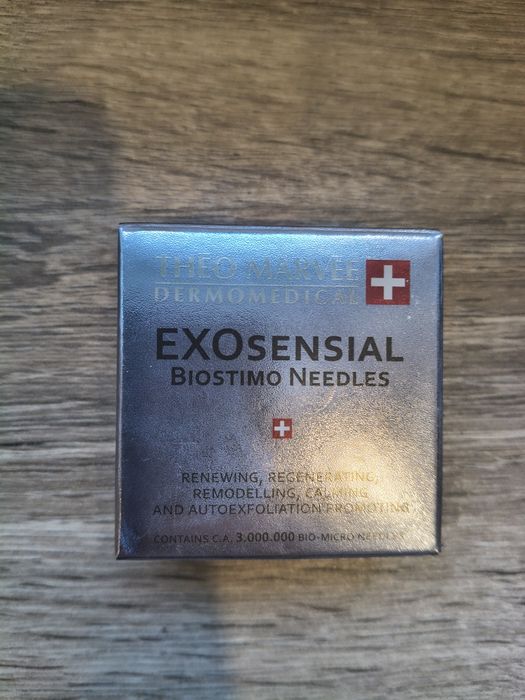 THEO MARVÉE
DERMOMEDICAL
EXOSENSIAL
BIOSTIMO NEEDLES
RENEWING, REGENERATING,
REMODELLING, CALMING
AND AUTOEXFOLIATION PROMOTING
CONTAINS C.A. 3.000.000 BIO-MICRO NEEDLES